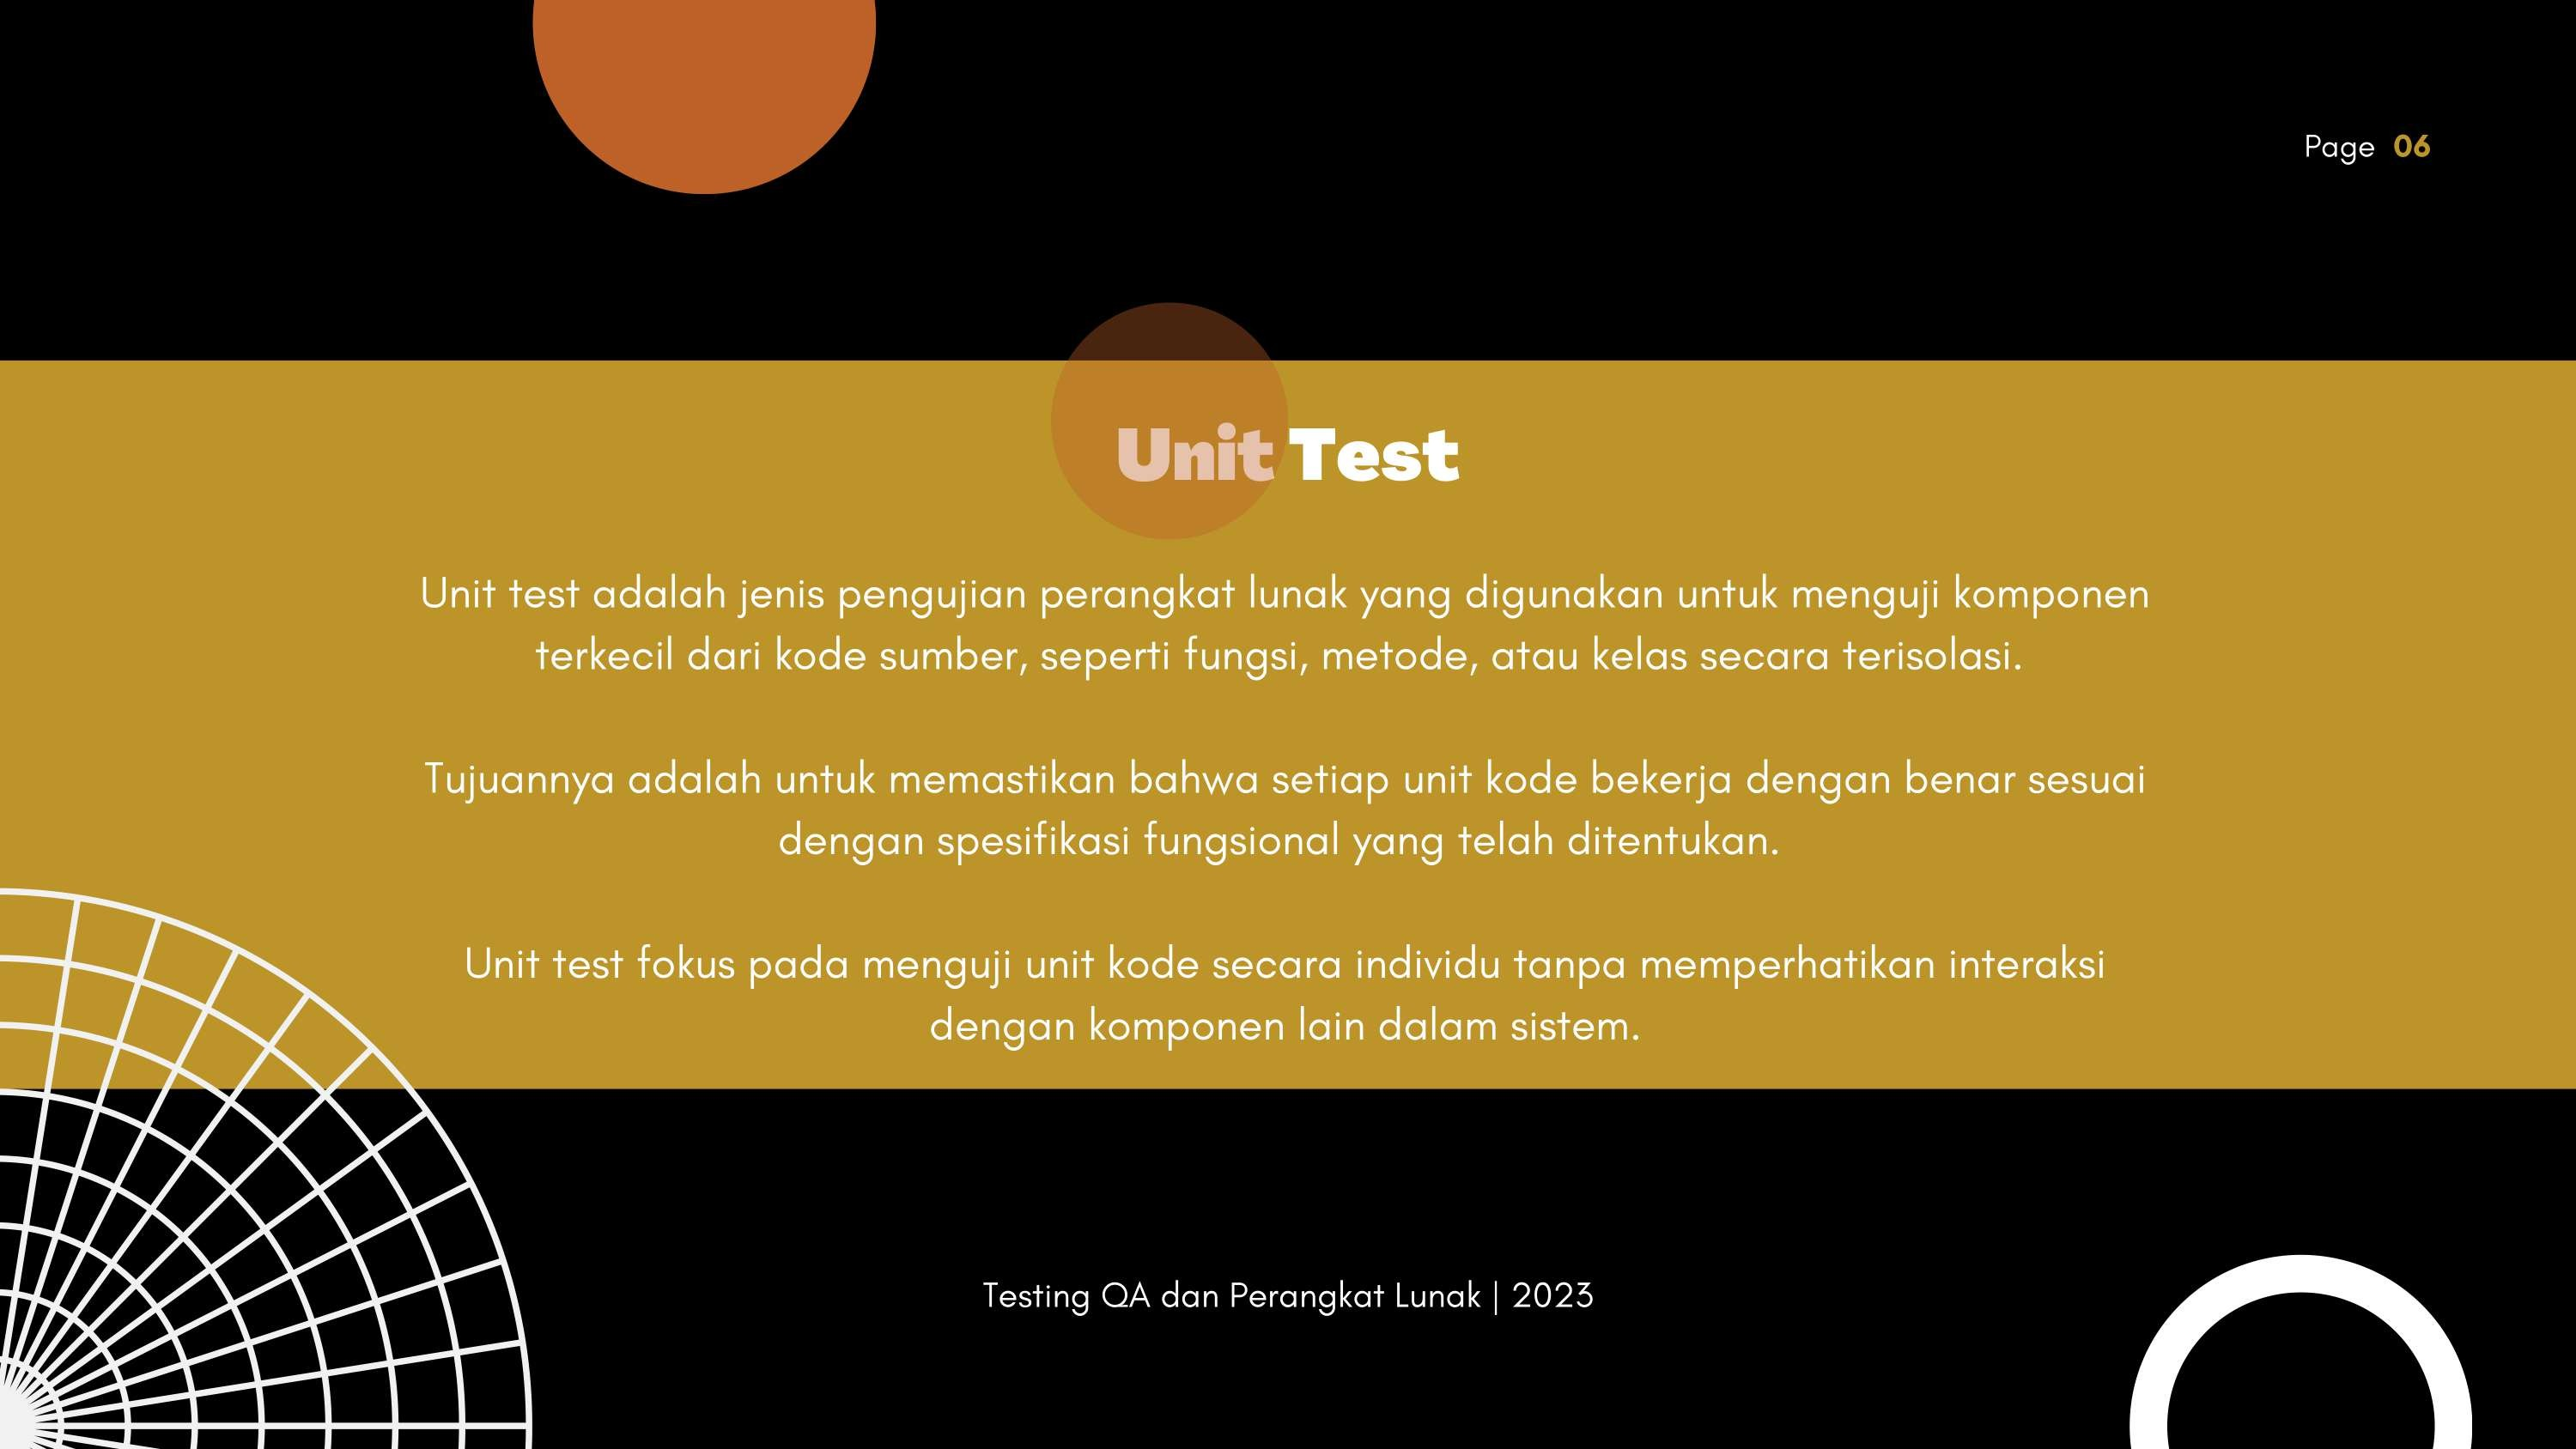 Page 06
Unit Test
Unit test adalah jenis pengujian perangkat lunak yang digunakan untuk menguji komponen
terkecil dari kode sumber, seperti fungsi, metode, atau kelas secara terisolasi.
Tujuannya adalah untuk memastikan bahwa setiap unit kode bekerja dengan benar sesuai
dengan spesifikasi fungsional yang telah ditentukan.
Unit test fokus pada menguji unit kode secara individu tanpa memperhatikan interaksi
dengan komponen lain dalam sistem.
Testing QA dan Perangkat Lunak | 2023